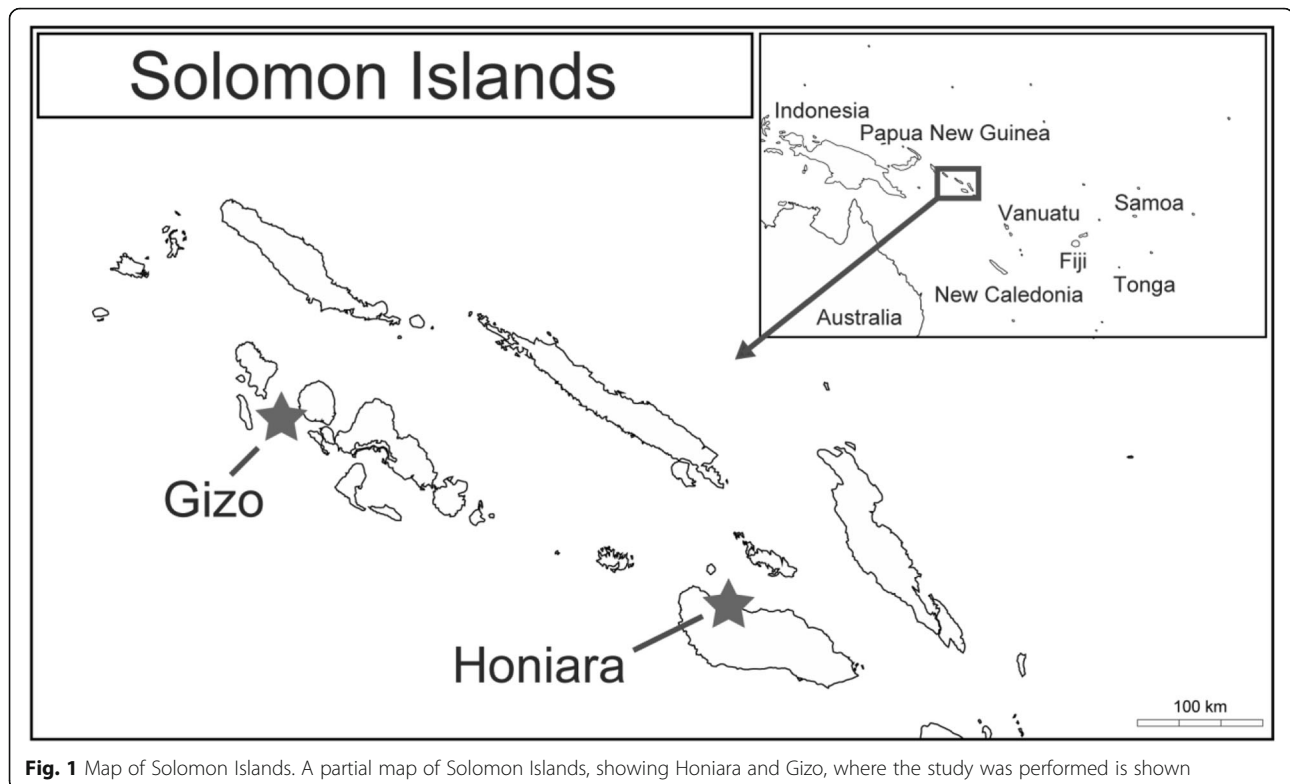 Solomon Islands
Indonesia
Papua New Guinea
Vanuatu
Samoa
Fiji
New Caledonia
Tonga
Australia
Gizo
Honiara
100 km
Fig. 1 Map of Solomon Islands. A partial map of Solomon Islands, showing Honiara and Gizo, where the study was performed is shown